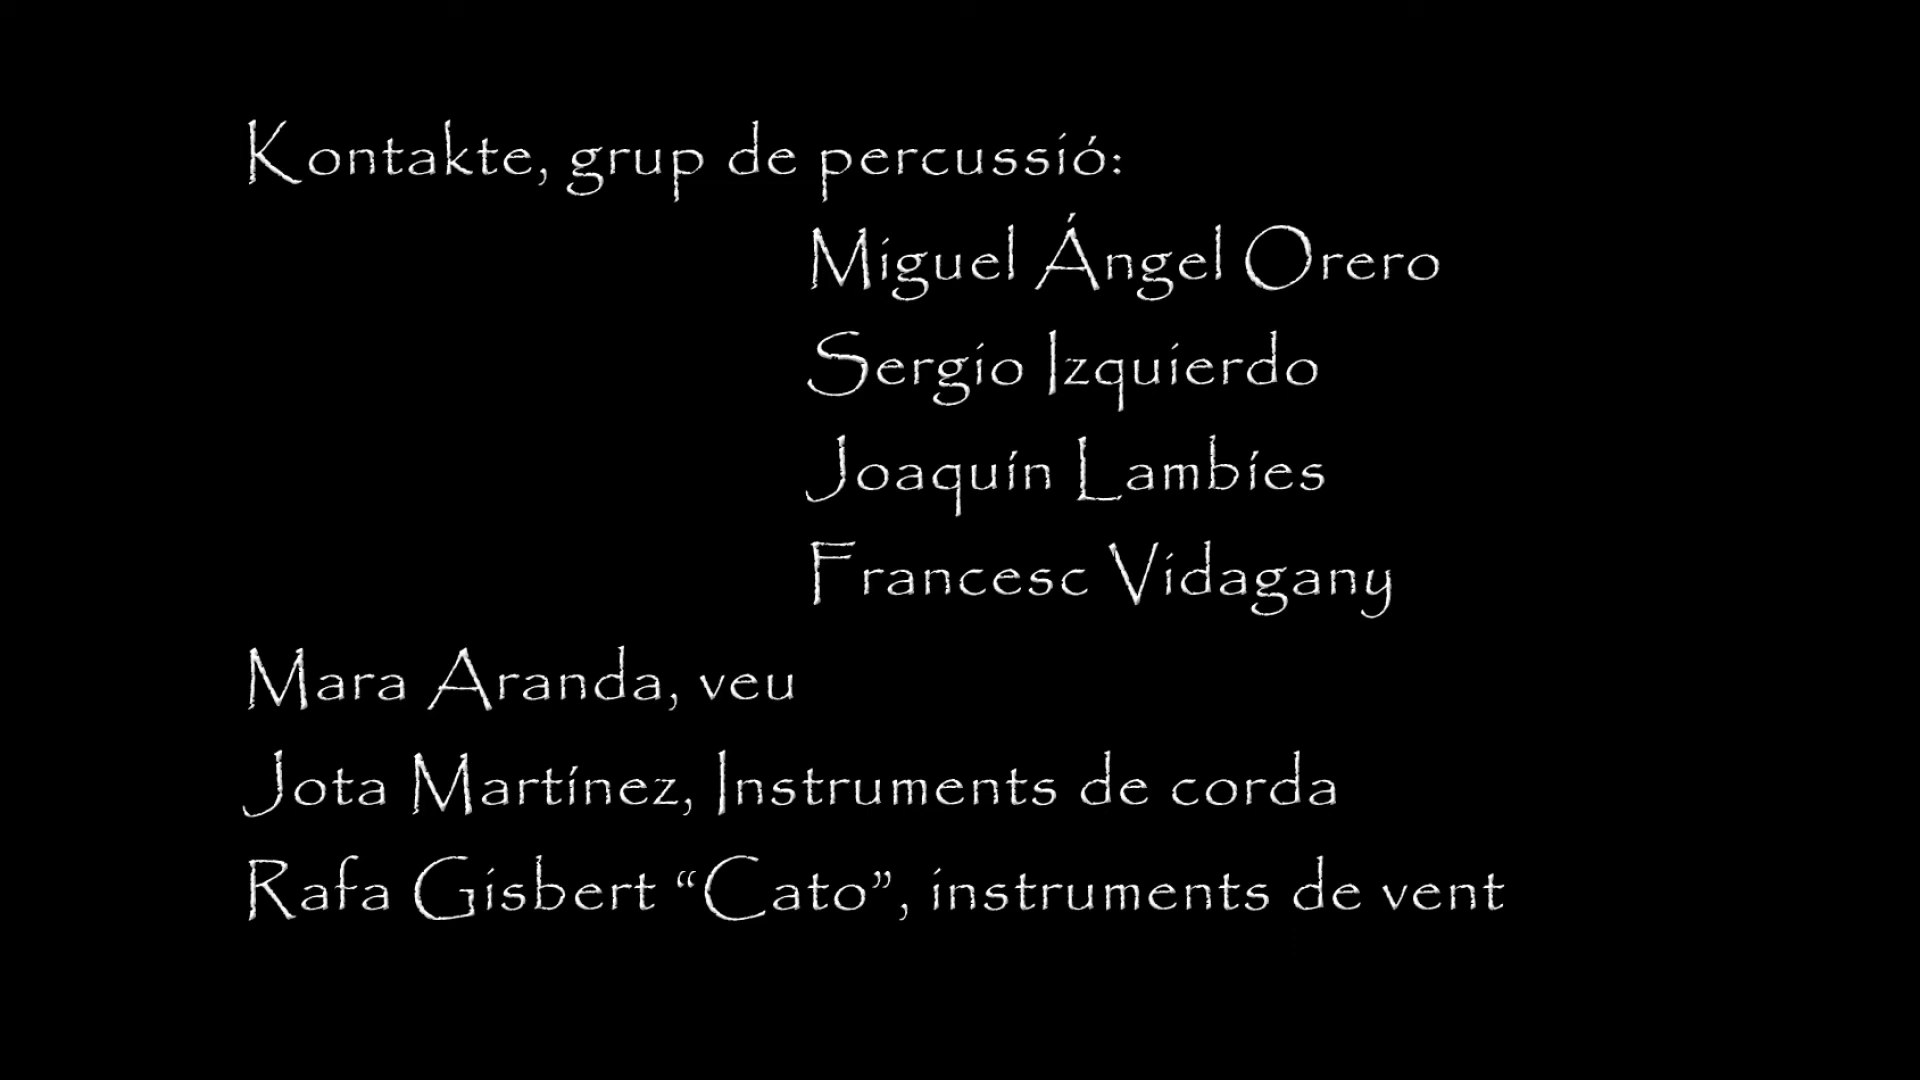 Kontakte, grup de percussió:
Miguel Ángel Orero
Sergio Izquierdo
Joaquín Lambies
Francesc Vidagany
Mara Aranda, veu
Jota Martínez, Instruments de corda
Rafa Gisbert “Cato”, instruments de vent